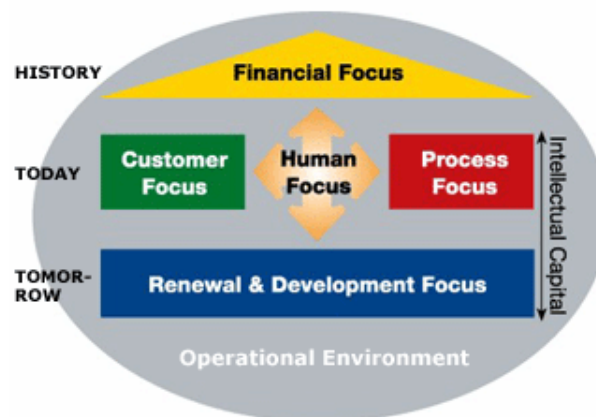 HISTORY
Financial Focus
TODAY
Customer
Focus
Human
Focus
Process
Focus
Intellectual Capital
TOMOR-
ROW
Renewal & Development Focus
Operational Environment